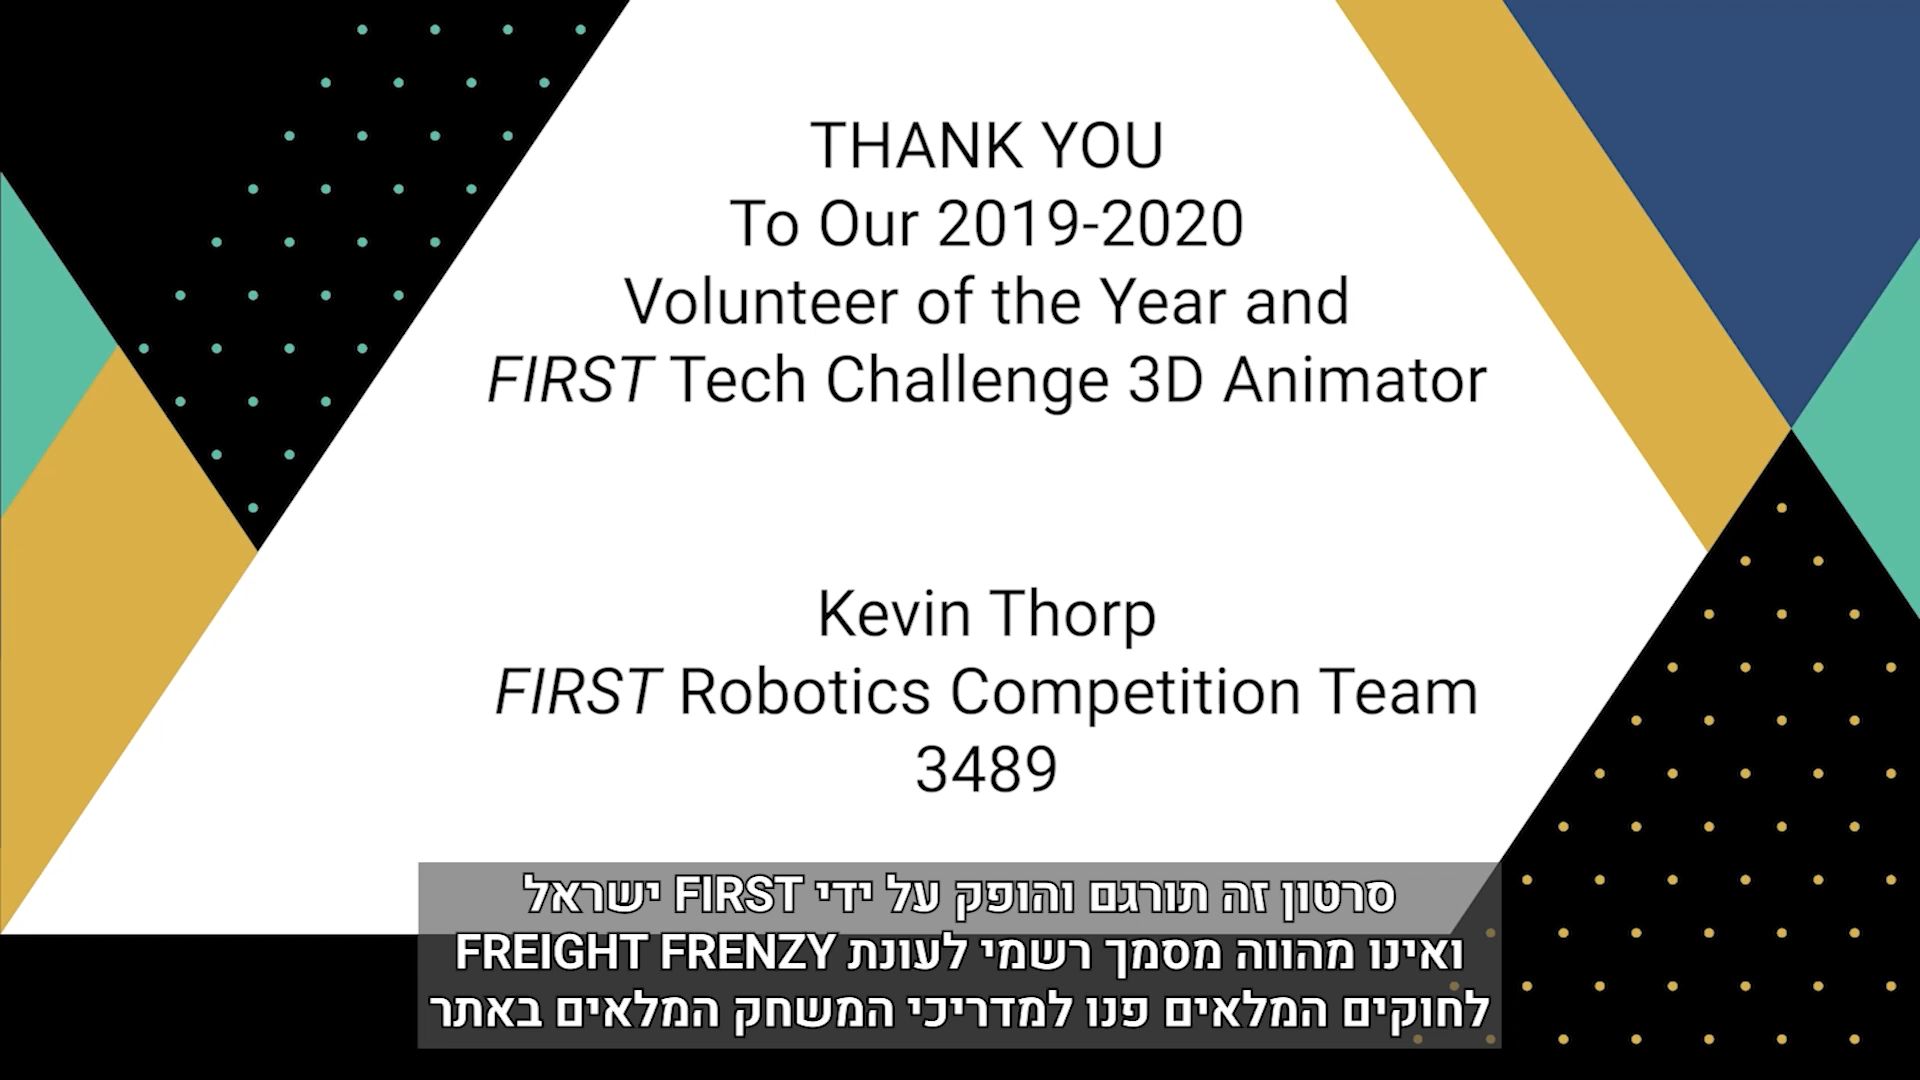 THANK YOU
To Our 2019-2020
Volunteer of the Year and
FIRST Tech Challenge 3D Animator
Kevin Thorp
FIRST Robotics Competition Team
3489
סרטון זה תורגם והופק על ידי FIRST ישראל
ואינו מהווה מסמך רשמי לעונת FREIGHT FRENZY
לחוקים המלאים פנו למדריכי המשחק המלאים באתר